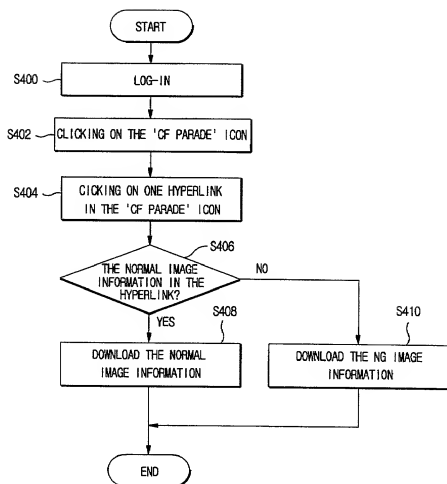 START
S400
LOG-IN
S402
CLICKING ON THE 'CF PARADE' ICON
S404
CICKING ON ONE HYPERLINK
IN THE 'CF PARADE' ICON
S406
THE NORMAL IMAGE
INFORMATION IN THE
HYPERLINK?
NO
YES
S408
DOWNLOAD THE NORMAL
IMAGE INFORMATION
S410
DOWNLOAD THE NG IMAGE
INFORMATION
END